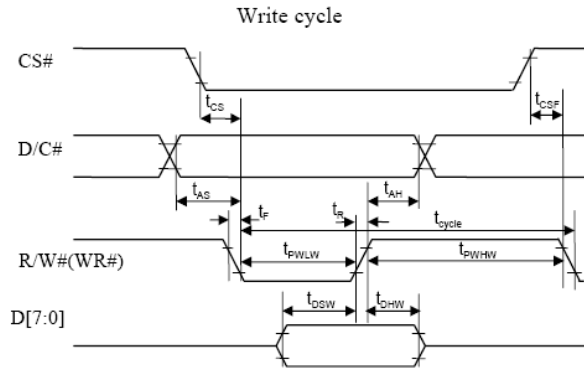 Write cycle
CS#
tCS
tCSF
D/C#
tAS
tF
tR
tAH
tcycle
R/W#(WR#)
tPWLW
tPWHW
D[7:0]
tDSW
tDHW